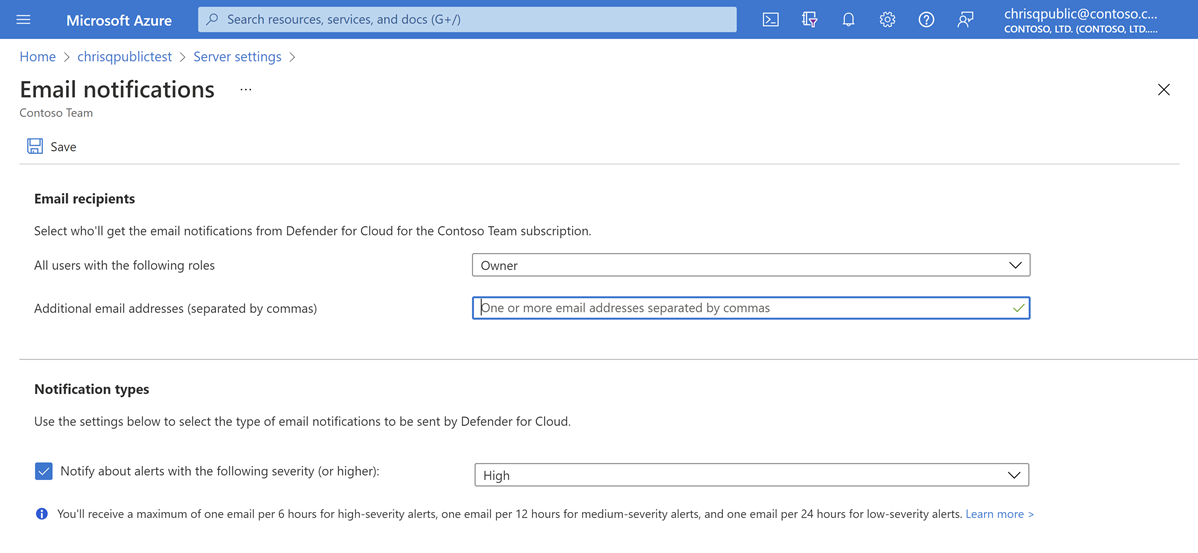 Microsoft Azure
Search resources, services, and docs (G+/)
chrisqpublic@contoso.c...
CONTOSO, LTD. (CONTOSO, LTD.....
Home > chrisqpublictest > Server settings >
Email notifications ...
Contoso Team
Save
Email recipients
Select who'll get the email notifications from Defender for Cloud for the Contoso Team subscription.
All users with the following roles Owner
Additional email addresses (separated by commas) One or more email addresses separated by commas
Notification types
Use the settings below to select the type of email notifications to be sent by Defender for Cloud.
Notify about alerts with the following severity (or higher): High
You'll receive a maximum of one email per 6 hours for high-severity alerts, one email per 12 hours for medium-severity alerts, and one email per 24 hours for low-severity alerts. Learn more >